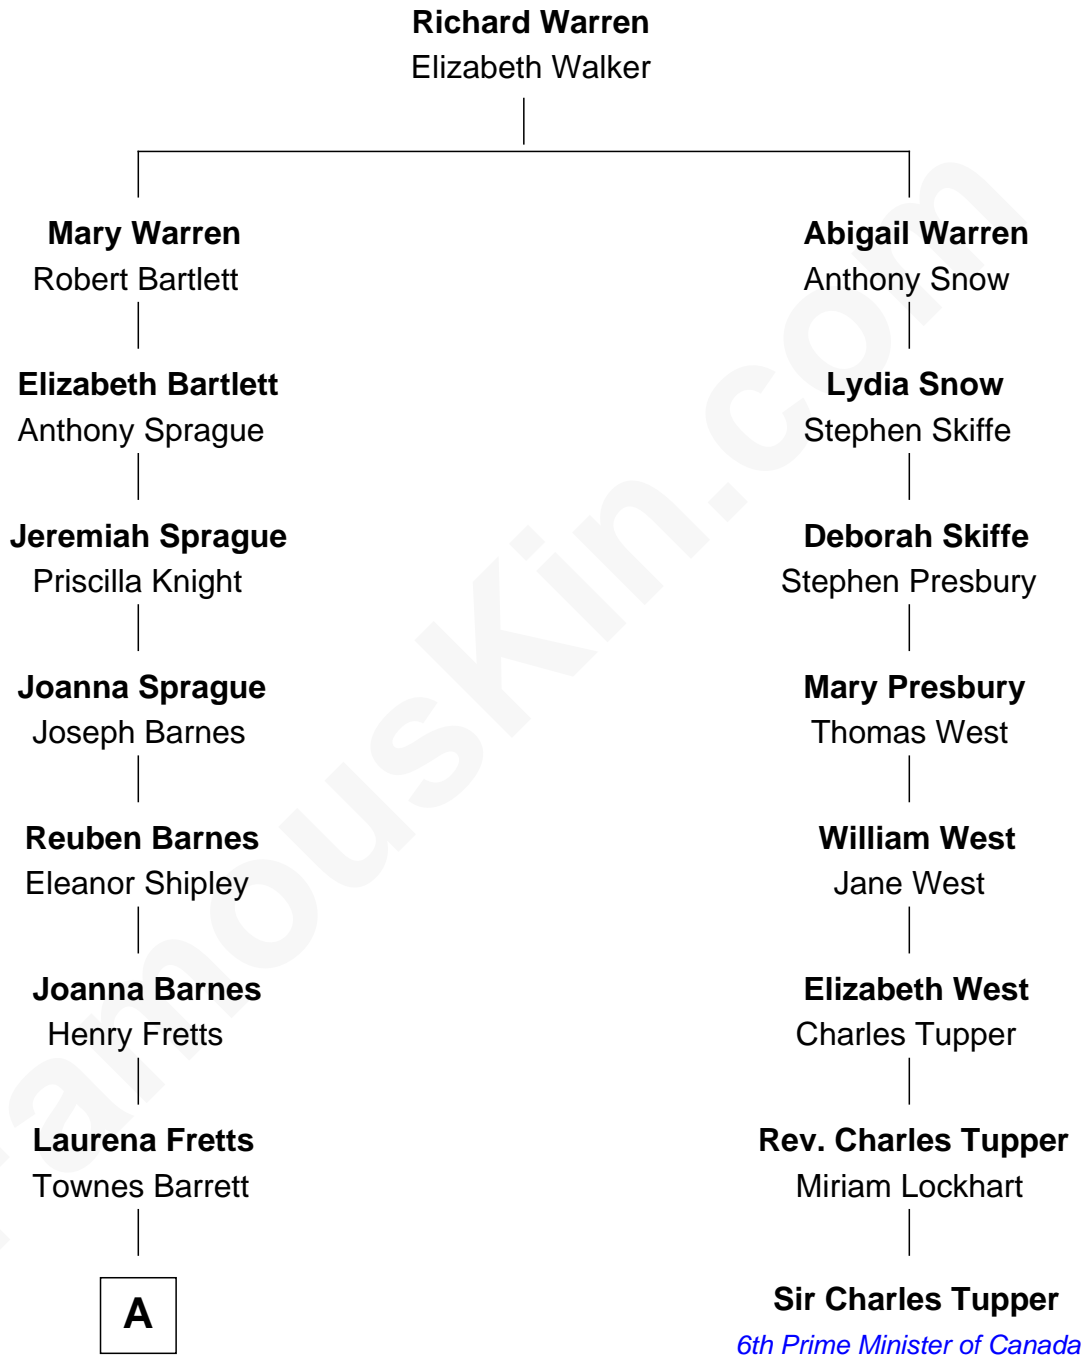 Richard Warren
Elizabeth Walker
Mary Warren
Robert Bartlett
Abigail Warren
Anthony Snow
Elizabeth Bartlett
Anthony Sprague
Lydia Snow
Stephen Skiffe
Jeremiah Sprague
Priscilla Knight
Deborah Skiffe
Stephen Presbury
Joanna Sprague
Joseph Barnes
Mary Presbury
Thomas West
Reuben Barnes
Eleanor Shipley
William West
Jane West
Joanna Barnes
Henry Fretts
Elizabeth West
Charles Tupper
Laurena Fretts
Townes Barrett
Rev. Charles Tupper
Miriam Lockhart
A
Sir Charles Tupper
6th Prime Minister of Canada
FamousKin.com